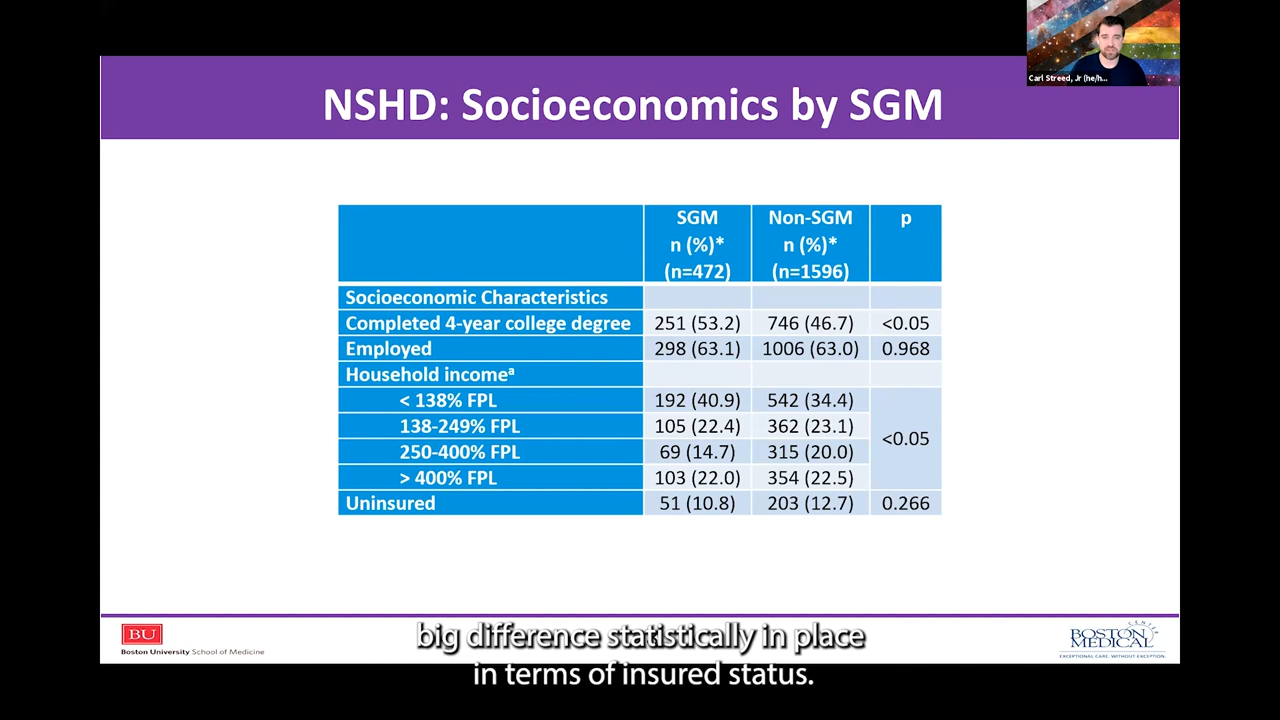 Carl Streed, Jr (he/h...
NSHD: Socioeconomics by SGM
SGM n (%)* (n=472) Non-SGM n (%)* (n=1596) p
Socioeconomic Characteristics
Completed 4-year college degree 251 (53.2) 746 (46.7) <0.05
Employed 298 (63.1) 1006 (63.0) 0.968
Household incomeᵃ
< 138% FPL 192 (40.9) 542 (34.4)
138-249% FPL 105 (22.4) 362 (23.1)
<0.05
250-400% FPL 69 (14.7) 315 (20.0)
> 400% FPL 103 (22.0) 354 (22.5)
Uninsured 51 (10.8) 203 (12.7) 0.266
big difference statistically in place
in terms of insured status.
BU
Boston University School of Medicine
BOSTON
MEDICAL
CENTER
EXCEPTIONAL CARE. WITHOUT EXCEPTION.